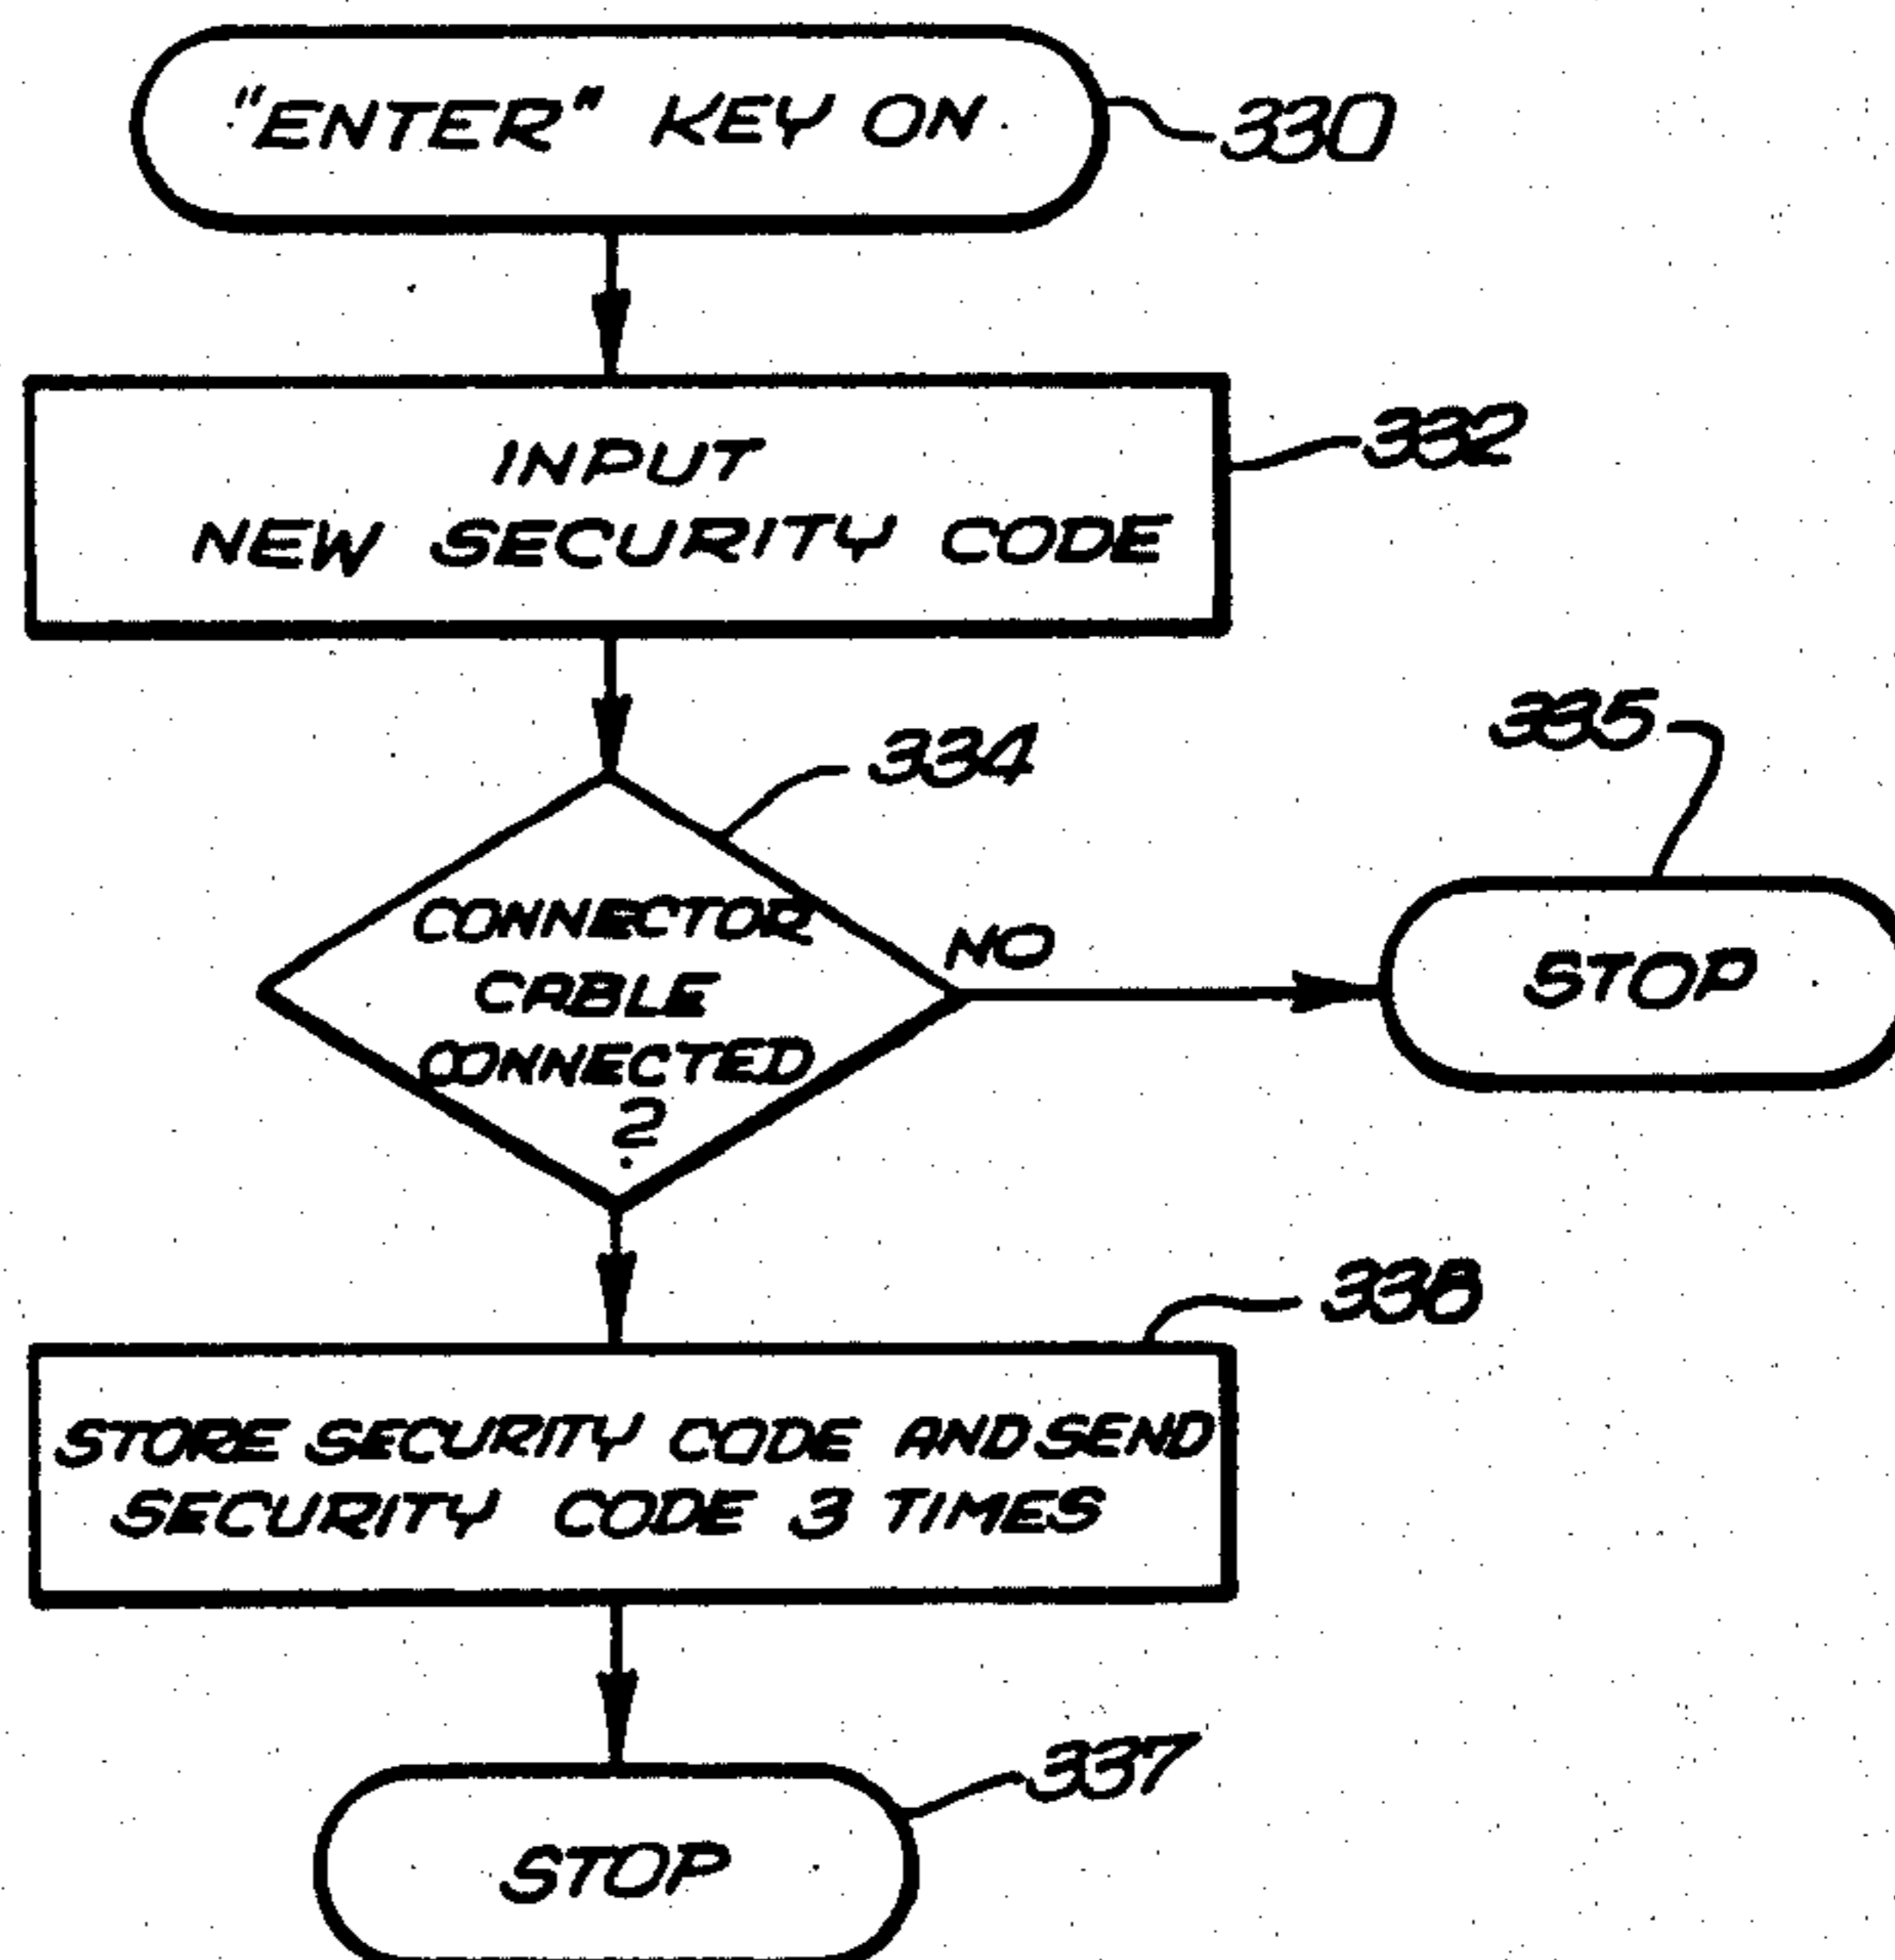 "ENTER" KEY ON
330
INPUT
NEW SECURITY CODE
332
334
335
CONNECTOR
CABLE
CONNECTED
?
NO
STOP
338
STORE SECURITY CODE AND SEND
SECURITY CODE 3 TIMES
337
STOP